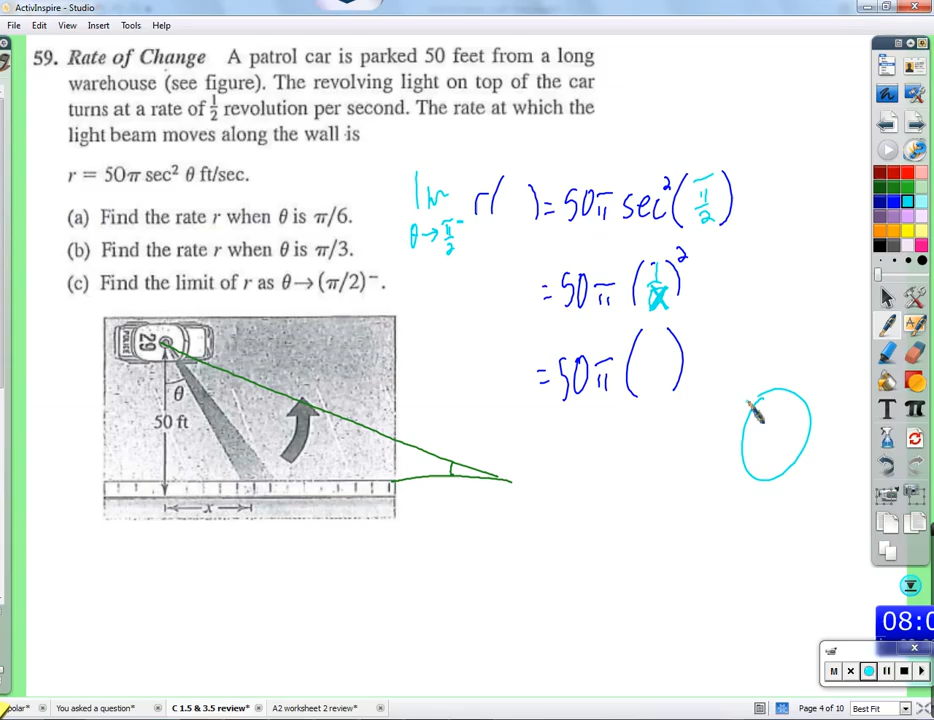 ActivInspire - Studio
File Edit View Insert Tools Help
59. Rate of Change A patrol car is parked 50 feet from a long
warehouse (see figure). The revolving light on top of the car
turns at a rate of 1/2 revolution per second. The rate at which the
light beam moves along the wall is
r = 50π sec² θ ft/sec.
(a) Find the rate r when θ is π/6.
(b) Find the rate r when θ is π/3.
(c) Find the limit of r as θ→(π/2)⁻.
lim θ→π/2⁻ r( ) = 50π sec²(π/2)
= 50π (1/x)²
= 50π ( )
POLICE
29
θ
50 ft
x
08:0
M
polar*
You asked a question*
C 1.5 & 3.5 review*
A2 worksheet 2 review*
Page 4 of 10
Best Fit